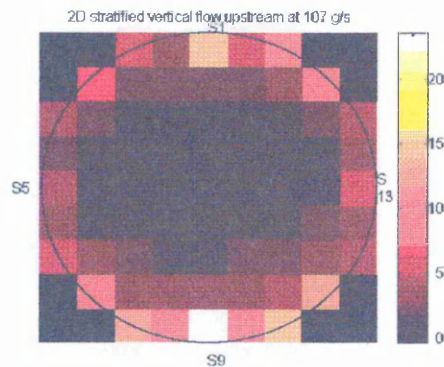 2D stratified vertical flow upstream at 107 g/s
S1
20
15
S5
S
13
10
5
0
S9